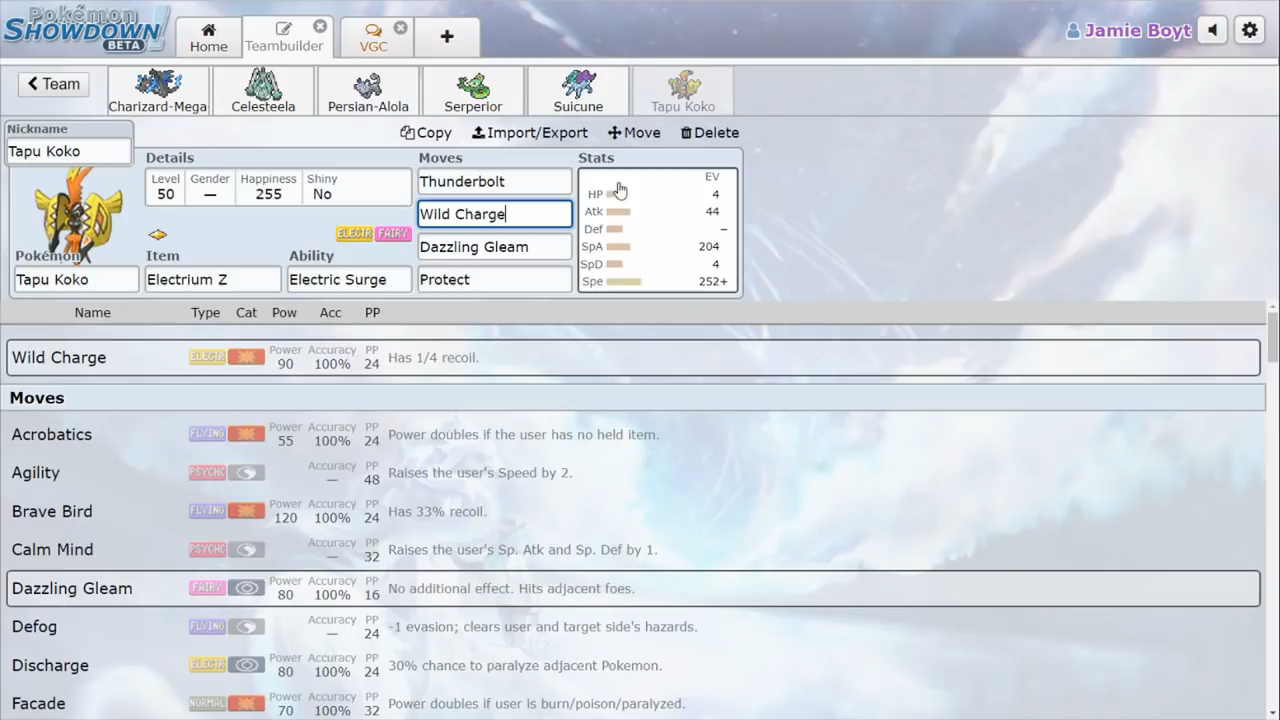 Pokémon
SHOWDOWN!
BETA
Home
Teambuilder
VGC
Jamie Boyt
Team
Charizard-Mega
Celesteela
Persian-Alola
Serperior
Suicune
Tapu Koko
Nickname
Tapu Koko
Copy Import/Export Move Delete
Details
Level Gender Happiness Shiny
50 — 255 No
ELECTR FAIRY
Pokémon
Tapu Koko
Item
Electrium Z
Ability
Electric Surge
Moves
Thunderbolt
Wild Charge
Dazzling Gleam
Protect
Stats
EV
HP 4
Atk 44
Def –
SpA 204
SpD 4
Spe 252+
Name Type Cat Pow Acc PP
Wild Charge ELECTR Power 90 Accuracy 100% PP 24 Has 1/4 recoil.
Moves
Acrobatics FLYING Power 55 Accuracy 100% PP 24 Power doubles if the user has no held item.
Agility PSYCHC Accuracy — PP 48 Raises the user's Speed by 2.
Brave Bird FLYING Power 120 Accuracy 100% PP 24 Has 33% recoil.
Calm Mind PSYCHC Accuracy — PP 32 Raises the user's Sp. Atk and Sp. Def by 1.
Dazzling Gleam FAIRY Power 80 Accuracy 100% PP 16 No additional effect. Hits adjacent foes.
Defog FLYING Accuracy — PP 24 -1 evasion; clears user and target side's hazards.
Discharge ELECTR Power 80 Accuracy 100% PP 24 30% chance to paralyze adjacent Pokemon.
Facade NORMAL Power 70 Accuracy 100% PP 32 Power doubles if user is burn/poison/paralyzed.